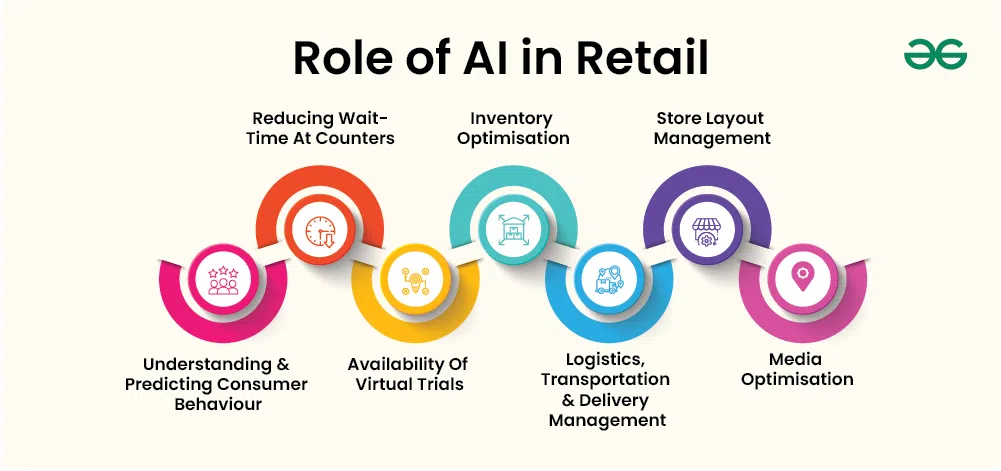 Role of AI in Retail
Reducing Wait-
Time At Counters
Inventory
Optimisation
Store Layout
Management
Understanding &
Predicting Consumer
Behaviour
Availability Of
Virtual Trials
Logistics,
Transportation
& Delivery
Management
Media
Optimisation